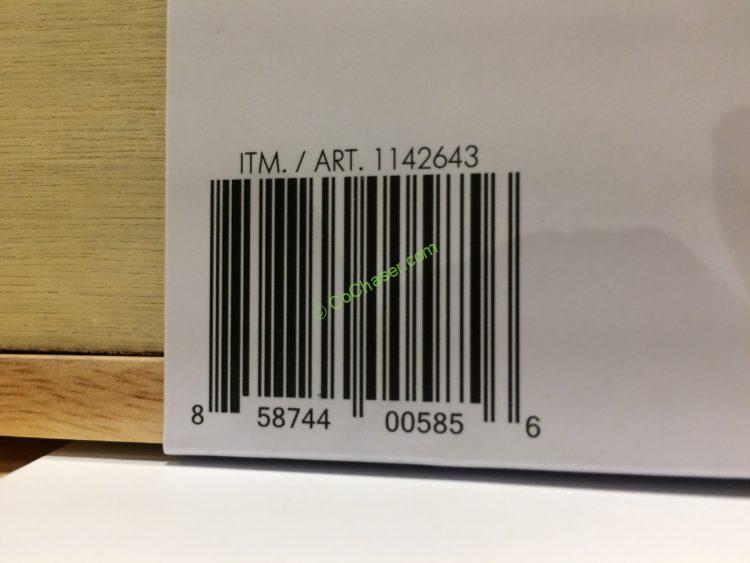 ITM. / ART. 1142643
© CoChaser.com
8 58744 00585 6